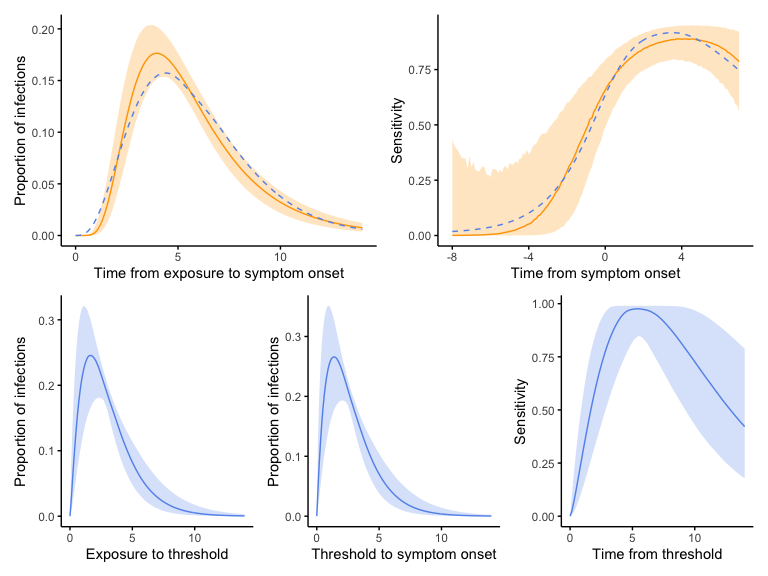 Proportion of infections
0.20
0.15
0.10
0.05
0.00
0 5 10
Time from exposure to symptom onset
Sensitivity
0.75
0.50
0.25
0.00
-8 -4 0 4
Time from symptom onset
Proportion of infections
0.3
0.2
0.1
0.0
0 5 10
Exposure to threshold
Proportion of infections
0.3
0.2
0.1
0.0
0 5 10
Threshold to symptom onset
Sensitivity
1.00
0.75
0.50
0.25
0.00
0 5 10
Time from threshold